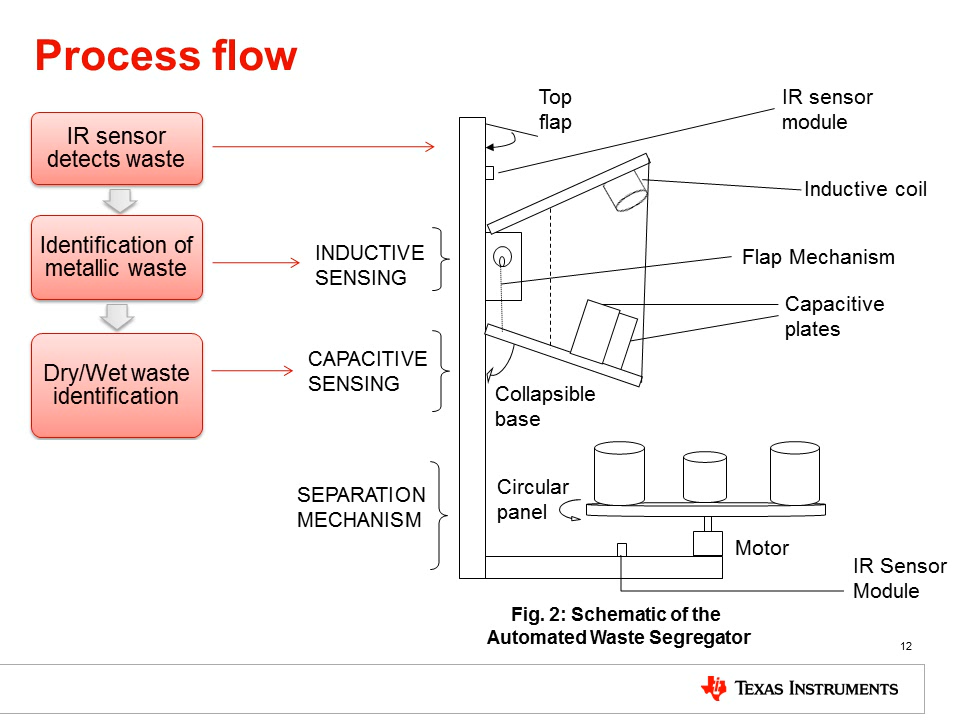 Process flow
IR sensor
detects waste
Identification of
metallic waste
Dry/Wet waste
identification
INDUCTIVE
SENSING
CAPACITIVE
SENSING
SEPARATION
MECHANISM
Top
flap
IR sensor
module
Inductive coil
Flap Mechanism
Capacitive
plates
Collapsible
base
Circular
panel
Motor
IR Sensor
Module
Fig. 2: Schematic of the
Automated Waste Segregator
12
TEXAS INSTRUMENTS